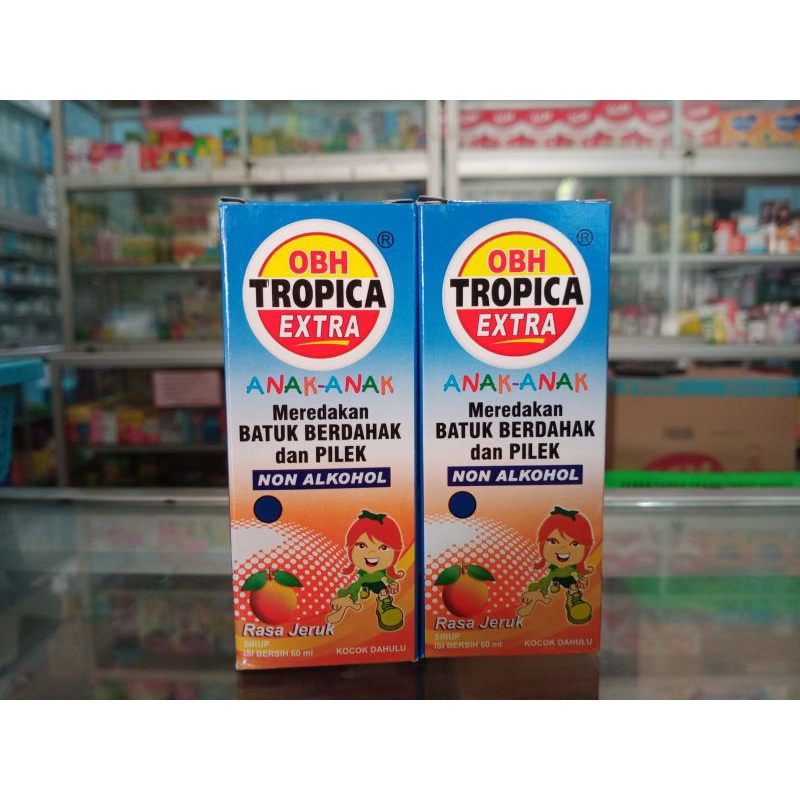 OBH
TROPICA
EXTRA
®
ANAK-ANAK
Meredakan
BATUK BERDAHAK
dan PILEK
NON ALKOHOL
Rasa Jeruk
SIRUP
ISI BERSIH 60 ml
KOCOK DAHULU
OBH
TROPICA
EXTRA
®
ANAK-ANAK
Meredakan
BATUK BERDAHAK
dan PILEK
NON ALKOHOL
Rasa Jeruk
SIRUP
ISI BERSIH 60 ml
KOCOK DAHULU